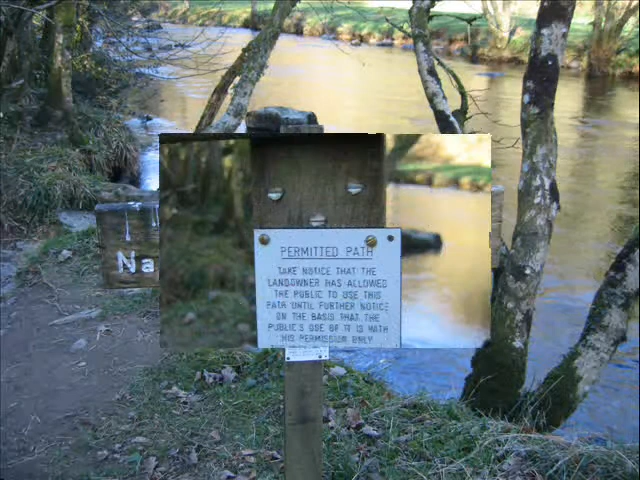 Na
PERMITTED PATH
TAKE NOTICE THAT THE
LANDOWNER HAS ALLOWED
THE PUBLIC TO USE THIS
PATH UNTIL FURTHER NOTICE
ON THE BASIS THAT THE
PUBLIC'S USE OF IT IS WITH
HIS PERMISSION ONLY